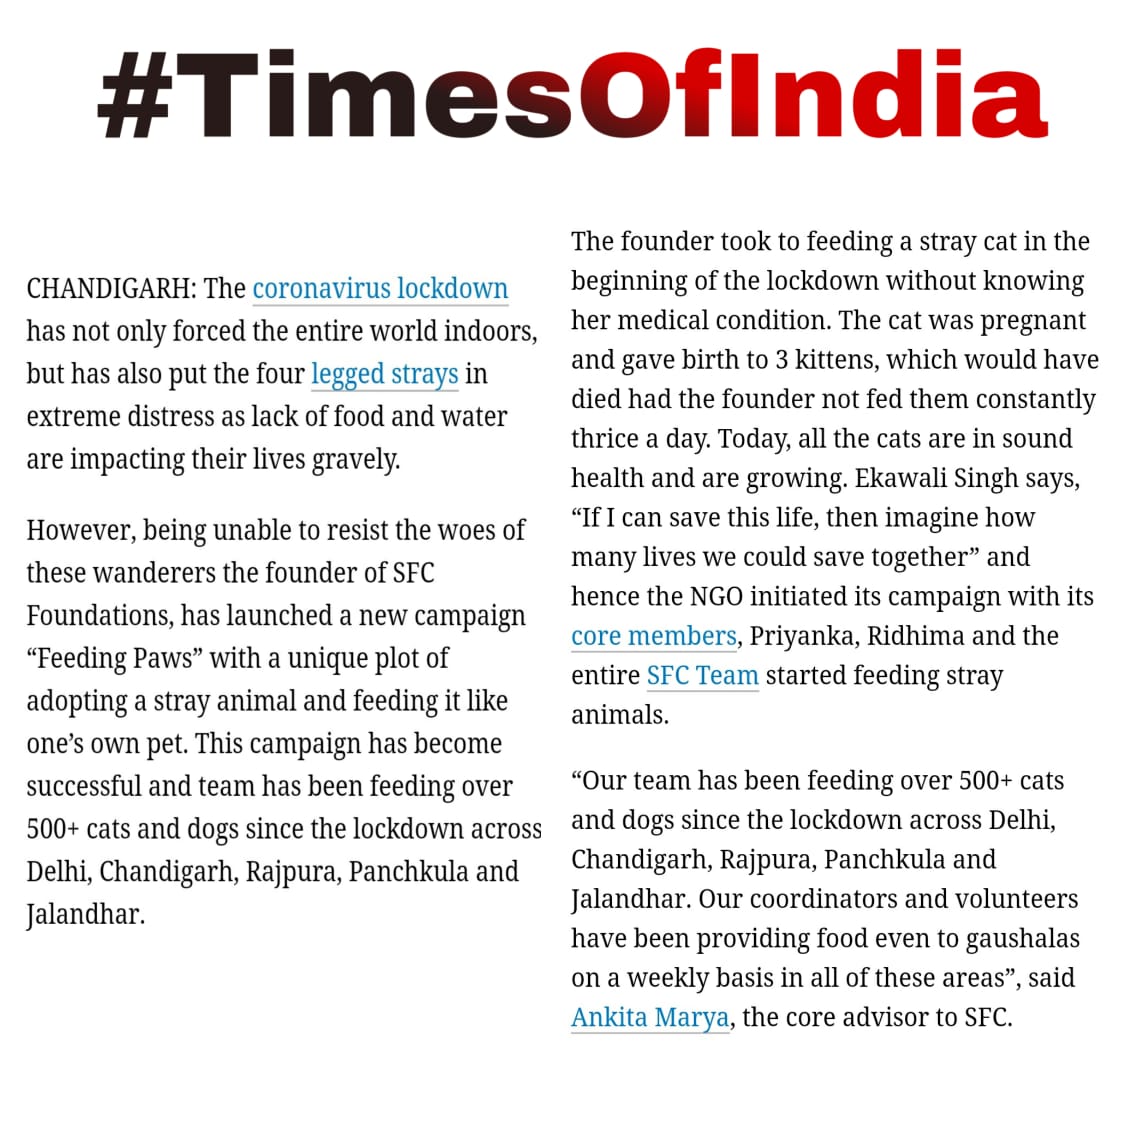 #TimesOfIndia
CHANDIGARH: The coronavirus lockdown
has not only forced the entire world indoors,
but has also put the four legged strays in
extreme distress as lack of food and water
are impacting their lives gravely.
However, being unable to resist the woes of
these wanderers the founder of SFC
Foundations, has launched a new campaign
“Feeding Paws” with a unique plot of
adopting a stray animal and feeding it like
one’s own pet. This campaign has become
successful and team has been feeding over
500+ cats and dogs since the lockdown across
Delhi, Chandigarh, Rajpura, Panchkula and
Jalandhar.
The founder took to feeding a stray cat in the
beginning of the lockdown without knowing
her medical condition. The cat was pregnant
and gave birth to 3 kittens, which would have
died had the founder not fed them constantly
thrice a day. Today, all the cats are in sound
health and are growing. Ekawali Singh says,
“If I can save this life, then imagine how
many lives we could save together” and
hence the NGO initiated its campaign with its
core members, Priyanka, Ridhima and the
entire SFC Team started feeding stray
animals.
“Our team has been feeding over 500+ cats
and dogs since the lockdown across Delhi,
Chandigarh, Rajpura, Panchkula and
Jalandhar. Our coordinators and volunteers
have been providing food even to gaushalas
on a weekly basis in all of these areas”, said
Ankita Marya, the core advisor to SFC.